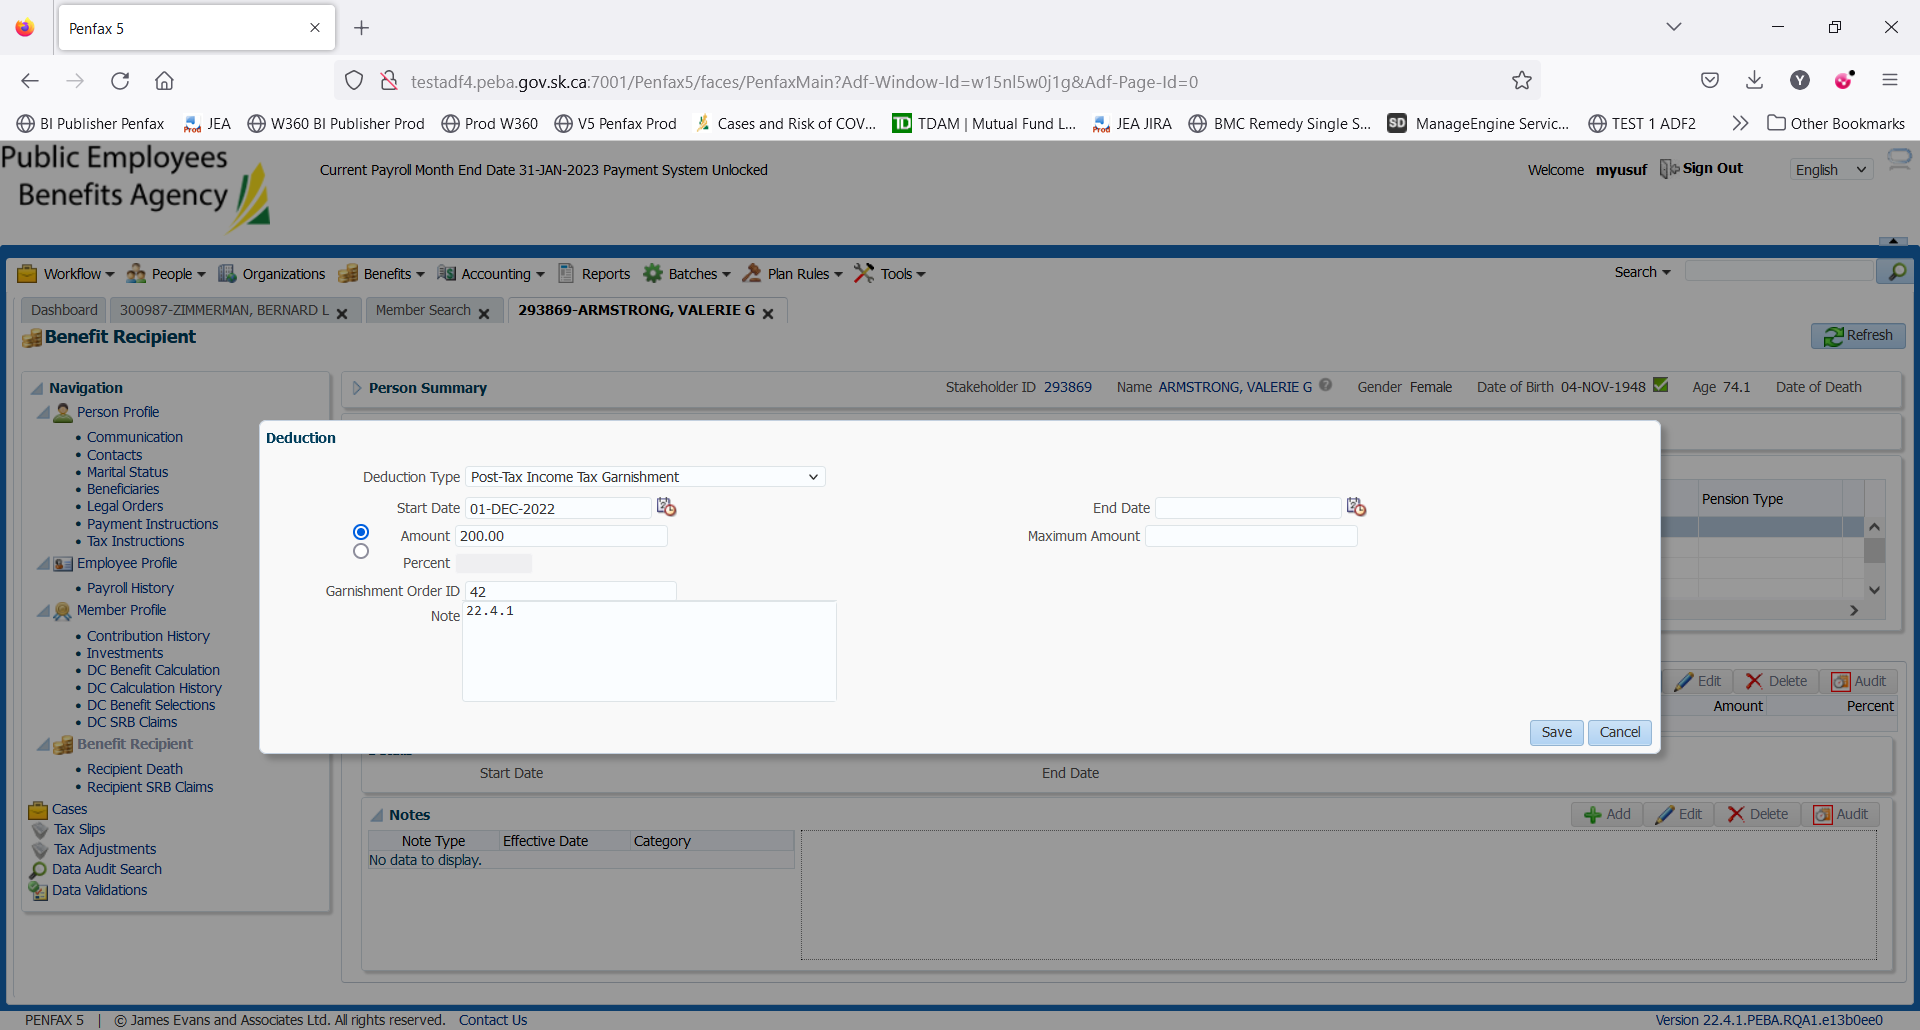 Penfax 5
testadf4.peba.gov.sk.ca:7001/Penfax5/faces/PenfaxMain?Adf-Window-Id=w15nl5w0j1g&Adf-Page-Id=0
BI Publisher Penfax JEA W360 BI Publisher Prod Prod W360 V5 Penfax Prod Cases and Risk of COV... TDAM | Mutual Fund L... JEA JIRA BMC Remedy Single S... ManageEngine Servic... TEST 1 ADF2 Other Bookmarks
Public Employees
Benefits Agency
Current Payroll Month End Date 31-JAN-2023 Payment System Unlocked
Welcome myusuf Sign Out English
Workflow People Organizations Benefits Accounting Reports Batches Plan Rules Tools Search
Dashboard 300987-ZIMMERMAN, BERNARD L Member Search 293869-ARMSTRONG, VALERIE G
Benefit Recipient
Refresh
Navigation
Person Profile
Communication
Contacts
Marital Status
Beneficiaries
Legal Orders
Payment Instructions
Tax Instructions
Employee Profile
Payroll History
Member Profile
Contribution History
Investments
DC Benefit Calculation
DC Calculation History
DC Benefit Selections
DC SRB Claims
Benefit Recipient
Recipient Death
Recipient SRB Claims
Cases
Tax Slips
Tax Adjustments
Data Audit Search
Data Validations
Person Summary Stakeholder ID 293869 Name ARMSTRONG, VALERIE G Gender Female Date of Birth 04-NOV-1948 Age 74.1 Date of Death
Pension Type
Deduction
Deduction Type Post-Tax Income Tax Garnishment
Start Date 01-DEC-2022 End Date
Amount 200.00 Maximum Amount
Percent
Garnishment Order ID 42
Note 22.4.1
Save Cancel
Edit Delete Audit
Amount Percent
Start Date End Date
Notes
Add Edit Delete Audit
Note Type Effective Date Category
No data to display.
PENFAX 5 | © James Evans and Associates Ltd. All rights reserved. Contact Us
Version 22.4.1.PEBA.RQA1.e13b0ee0